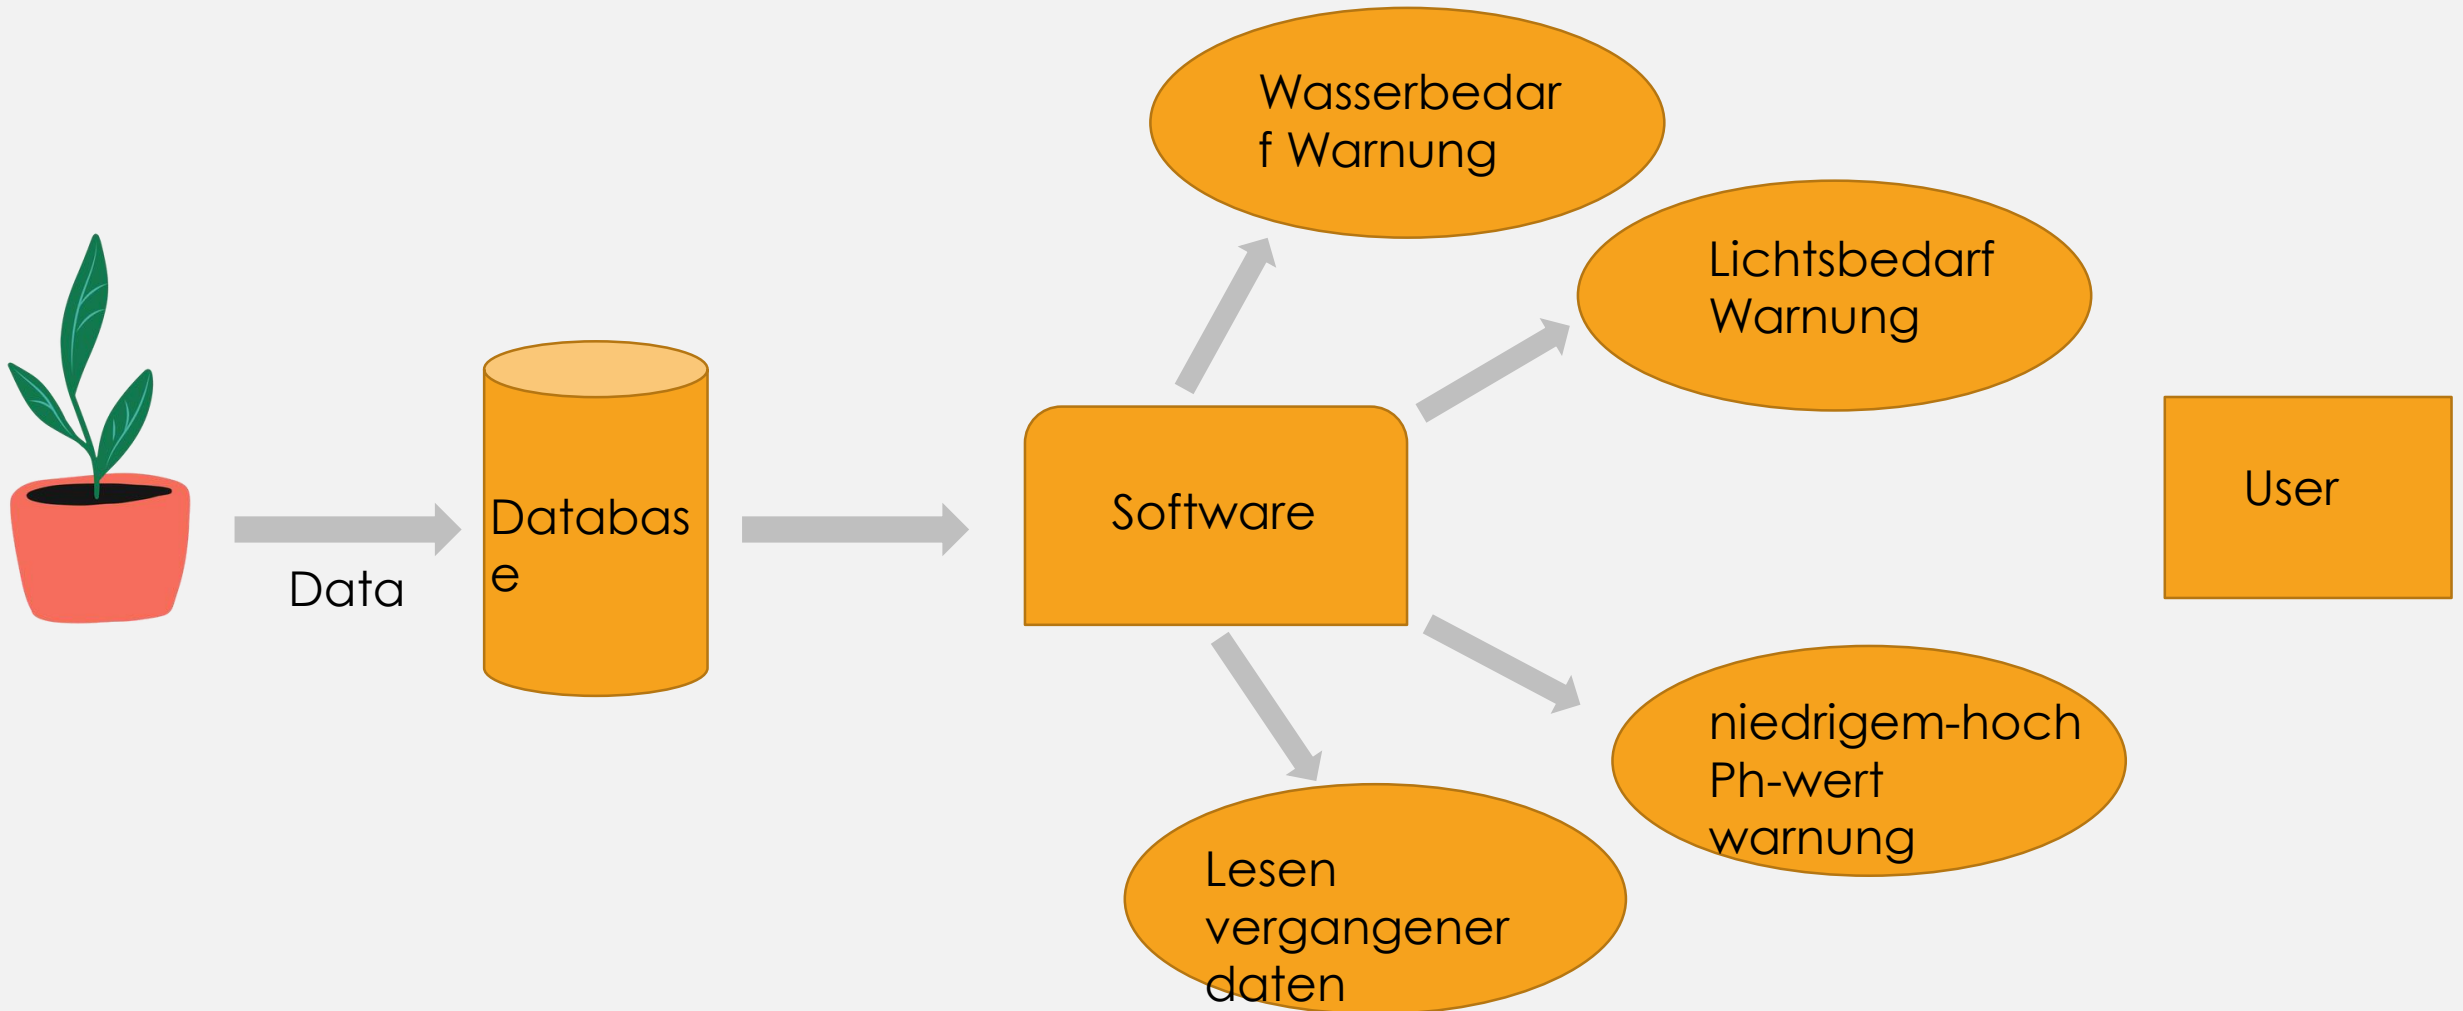 Wasserbedar
f Warnung
Lichtsbedarf
Warnung
Data
Databas
e
Software
User
niedrigem-hoch
Ph-wert
warnung
Lesen
vergangener
daten